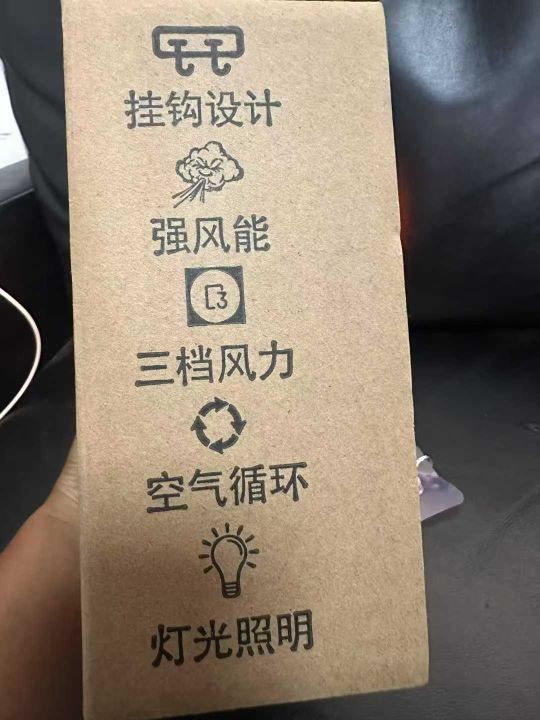 挂钩设计
强风能
3
三档风力
空气循环
灯光照明